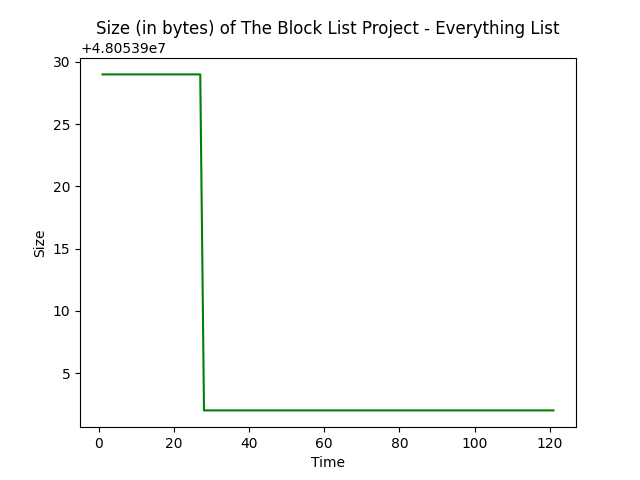 Size (in bytes) of The Block List Project - Everything List
+4.80539e7
30
25
20
15
10
5
Size
0 20 40 60 80 100 120
Time